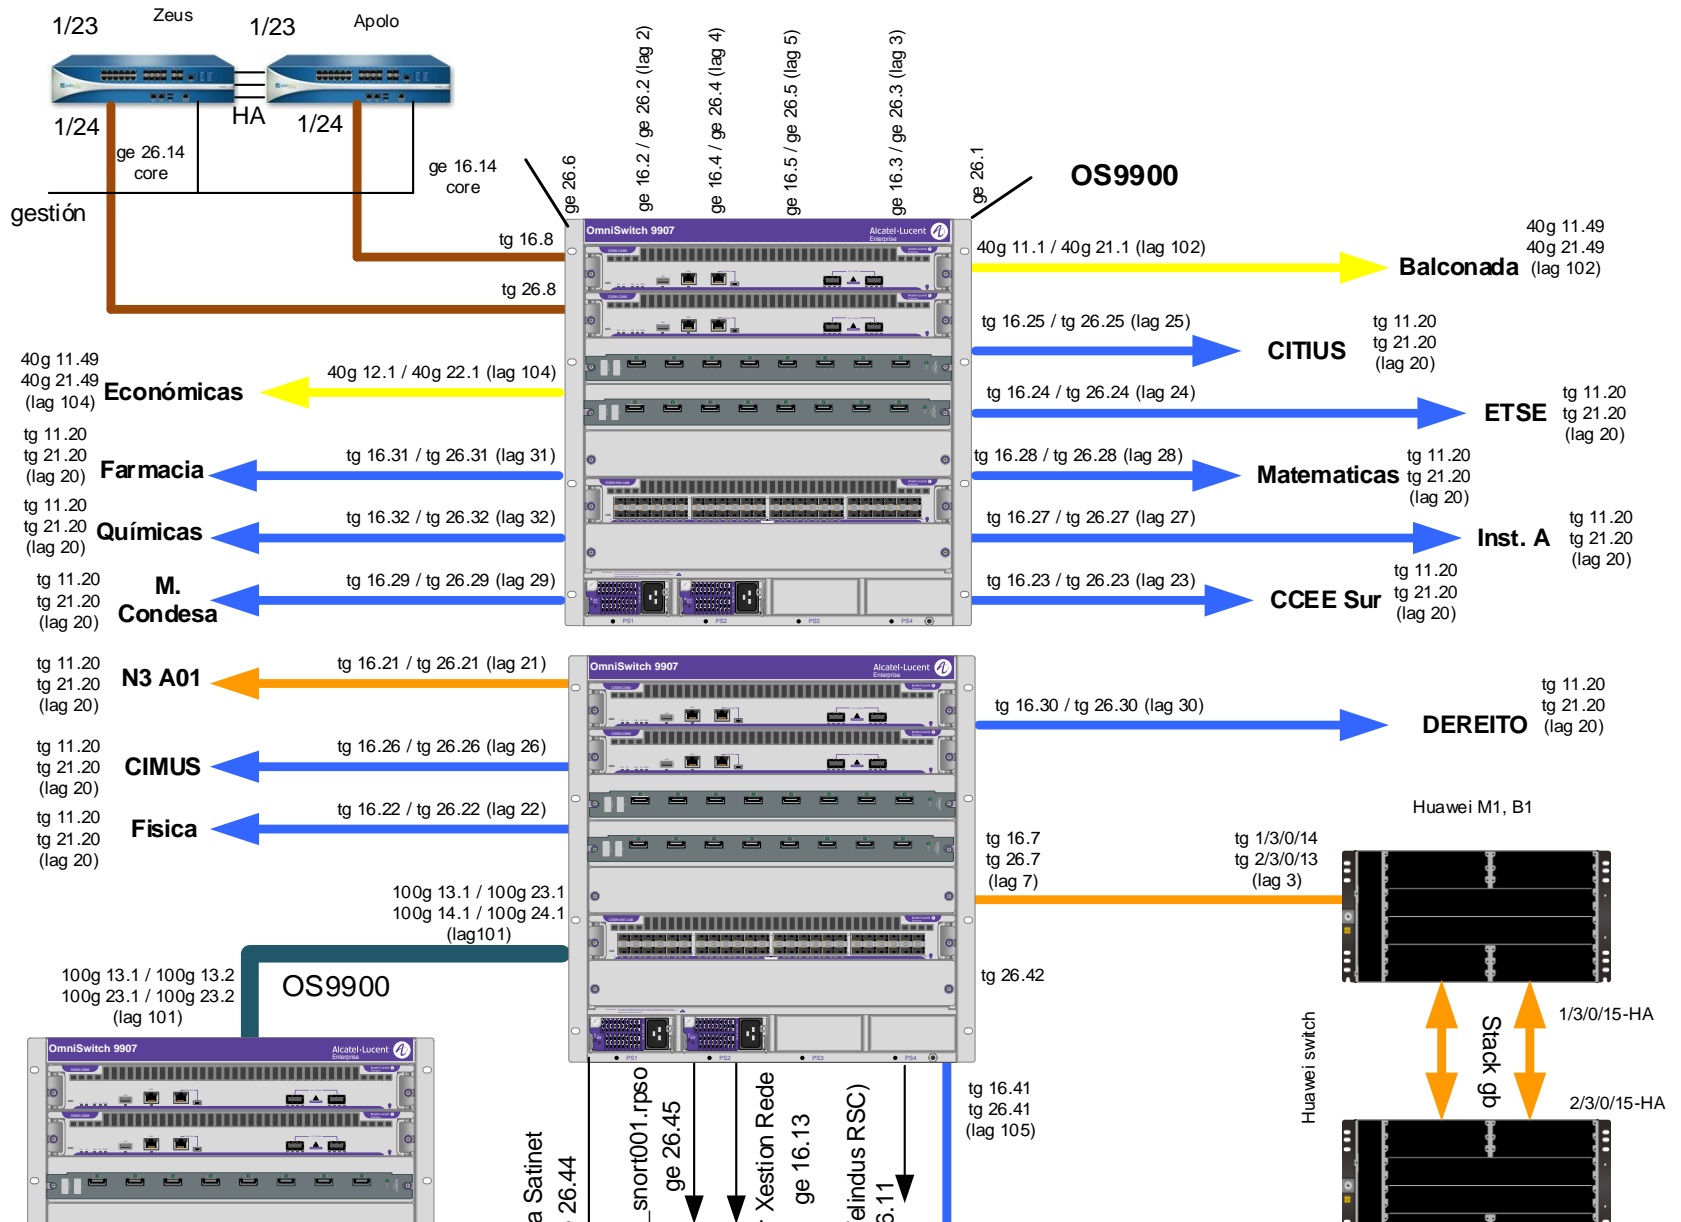 Zeus
Apolo
1/23
1/23
HA
1/24
1/24
ge 26.14
core
ge 16.14
core
gestión
ge 26.6
ge 16.2 / ge 26.2 (lag 2)
ge 16.4 / ge 26.4 (lag 4)
ge 16.5 / ge 26.5 (lag 5)
ge 16.3 / ge 26.3 (lag 3)
ge 26.1
OS9900
tg 16.8
tg 26.8
OmniSwitch 9907
Alcatel-Lucent
Enterprise
PS1
PS2
PS3
PS4
40g 11.1 / 40g 21.1 (lag 102)
Balconada
40g 11.49
40g 21.49
(lag 102)
tg 16.25 / tg 26.25 (lag 25)
CITIUS
tg 11.20
tg 21.20
(lag 20)
tg 16.24 / tg 26.24 (lag 24)
ETSE
tg 11.20
tg 21.20
(lag 20)
tg 16.28 / tg 26.28 (lag 28)
Matematicas
tg 11.20
tg 21.20
(lag 20)
tg 16.27 / tg 26.27 (lag 27)
Inst. A
tg 11.20
tg 21.20
(lag 20)
tg 16.23 / tg 26.23 (lag 23)
CCEE Sur
tg 11.20
tg 21.20
(lag 20)
40g 11.49
40g 21.49
(lag 104)
Económicas
40g 12.1 / 40g 22.1 (lag 104)
tg 11.20
tg 21.20
(lag 20)
Farmacia
tg 16.31 / tg 26.31 (lag 31)
tg 11.20
tg 21.20
(lag 20)
Químicas
tg 16.32 / tg 26.32 (lag 32)
tg 11.20
tg 21.20
(lag 20)
M.
Condesa
tg 16.29 / tg 26.29 (lag 29)
tg 11.20
tg 21.20
(lag 20)
N3 A01
tg 16.21 / tg 26.21 (lag 21)
tg 11.20
tg 21.20
(lag 20)
CIMUS
tg 16.26 / tg 26.26 (lag 26)
tg 11.20
tg 21.20
(lag 20)
Fisica
tg 16.22 / tg 26.22 (lag 22)
OmniSwitch 9907
Alcatel-Lucent
Enterprise
PS1
PS2
PS3
PS4
tg 16.30 / tg 26.30 (lag 30)
DEREITO
tg 11.20
tg 21.20
(lag 20)
Huawei M1, B1
tg 16.7
tg 26.7
(lag 7)
tg 1/3/0/14
tg 2/3/0/13
(lag 3)
tg 26.42
100g 13.1 / 100g 23.1
100g 14.1 / 100g 24.1
(lag101)
100g 13.1 / 100g 13.2
100g 23.1 / 100g 23.2
(lag 101)
OS9900
OmniSwitch 9907
Alcatel-Lucent
Enterprise
Huawei switch
Stack gb
1/3/0/15-HA
2/3/0/15-HA
tg 16.41
tg 26.41
(lag 105)
a Satinet
26.44
_snort001.rpso
ge 26.45
Xestion Rede
ge 16.13
elindus RSC)
6.11